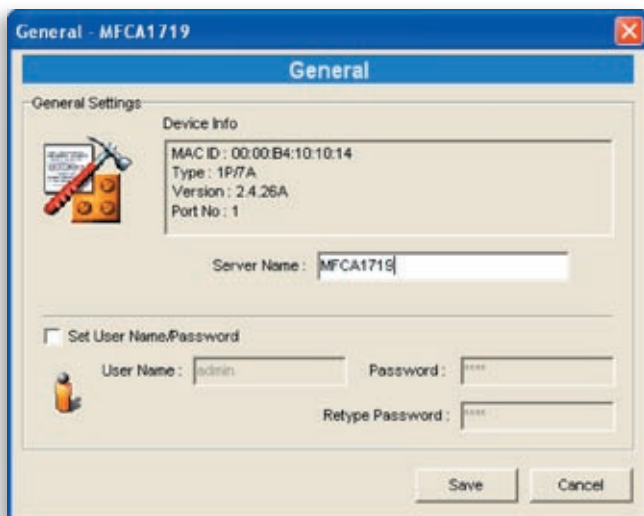 General - MFCA1719
General
General Settings
Device Info
MAC ID : 00:00:B4:10:10:14
Type : 1P/7A
Version : 2.4.26A
Port No : 1
Server Name : MFCA1719
Set User Name/Password
User Name : admin Password : ****
Retype Password : ****
Save Cancel